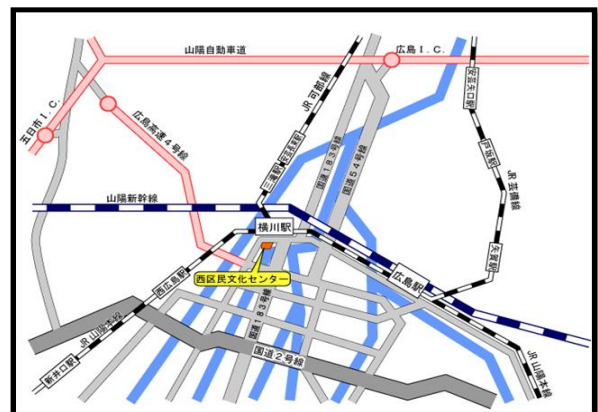 山陽自動車道
広島I.C.
五日市I.C.
広島高速4号線
JR可部線
安芸長束駅
三滝駅
国道183号線
国道54号線
安芸矢口駅
戸坂駅
JR芸備線
矢賀駅
山陽新幹線
横川駅
西区民文化センター
西広島駅
広島駅
国道183号線
JR山陽本線
国道2号線
新井口駅
JR山陽本線